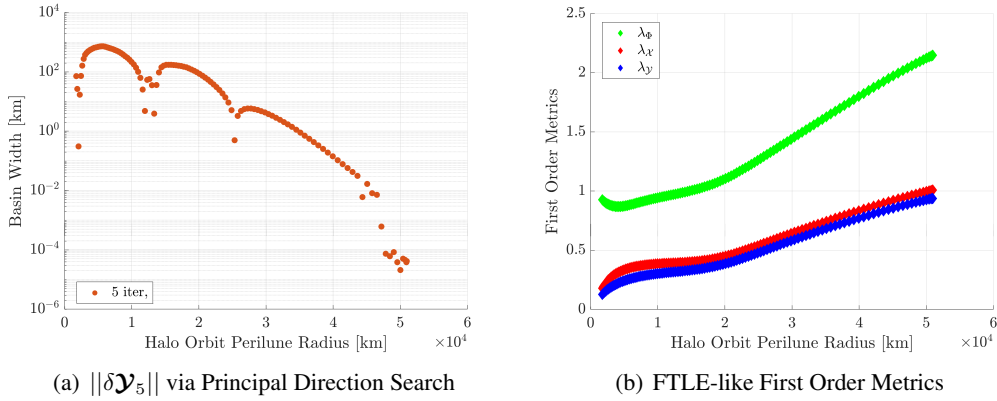 10^4
10^2
10^0
10^-2
10^-4
10^-6
Basin Width [km]
5 iter,
0 1 2 3 4 5 6
×10^4
Halo Orbit Perilune Radius [km]
(a) ||δ𝓨₅|| via Principal Direction Search
2.5
2
1.5
1
0.5
0
First Order Metrics
λ_Φ
λ_𝒳
λ_𝒴
0 1 2 3 4 5 6
×10^4
Halo Orbit Perilune Radius [km]
(b) FTLE-like First Order Metrics